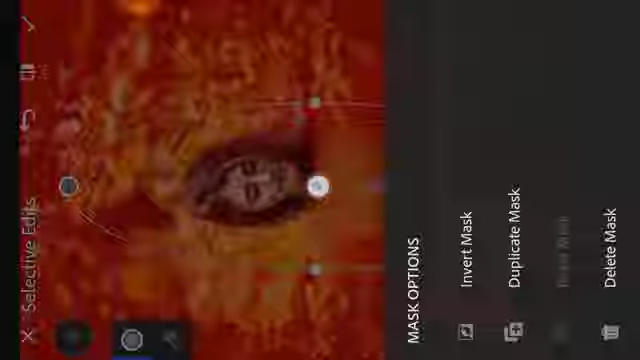 Selective Edits
MASK OPTIONS
Invert Mask
Duplicate Mask
Delete Mask